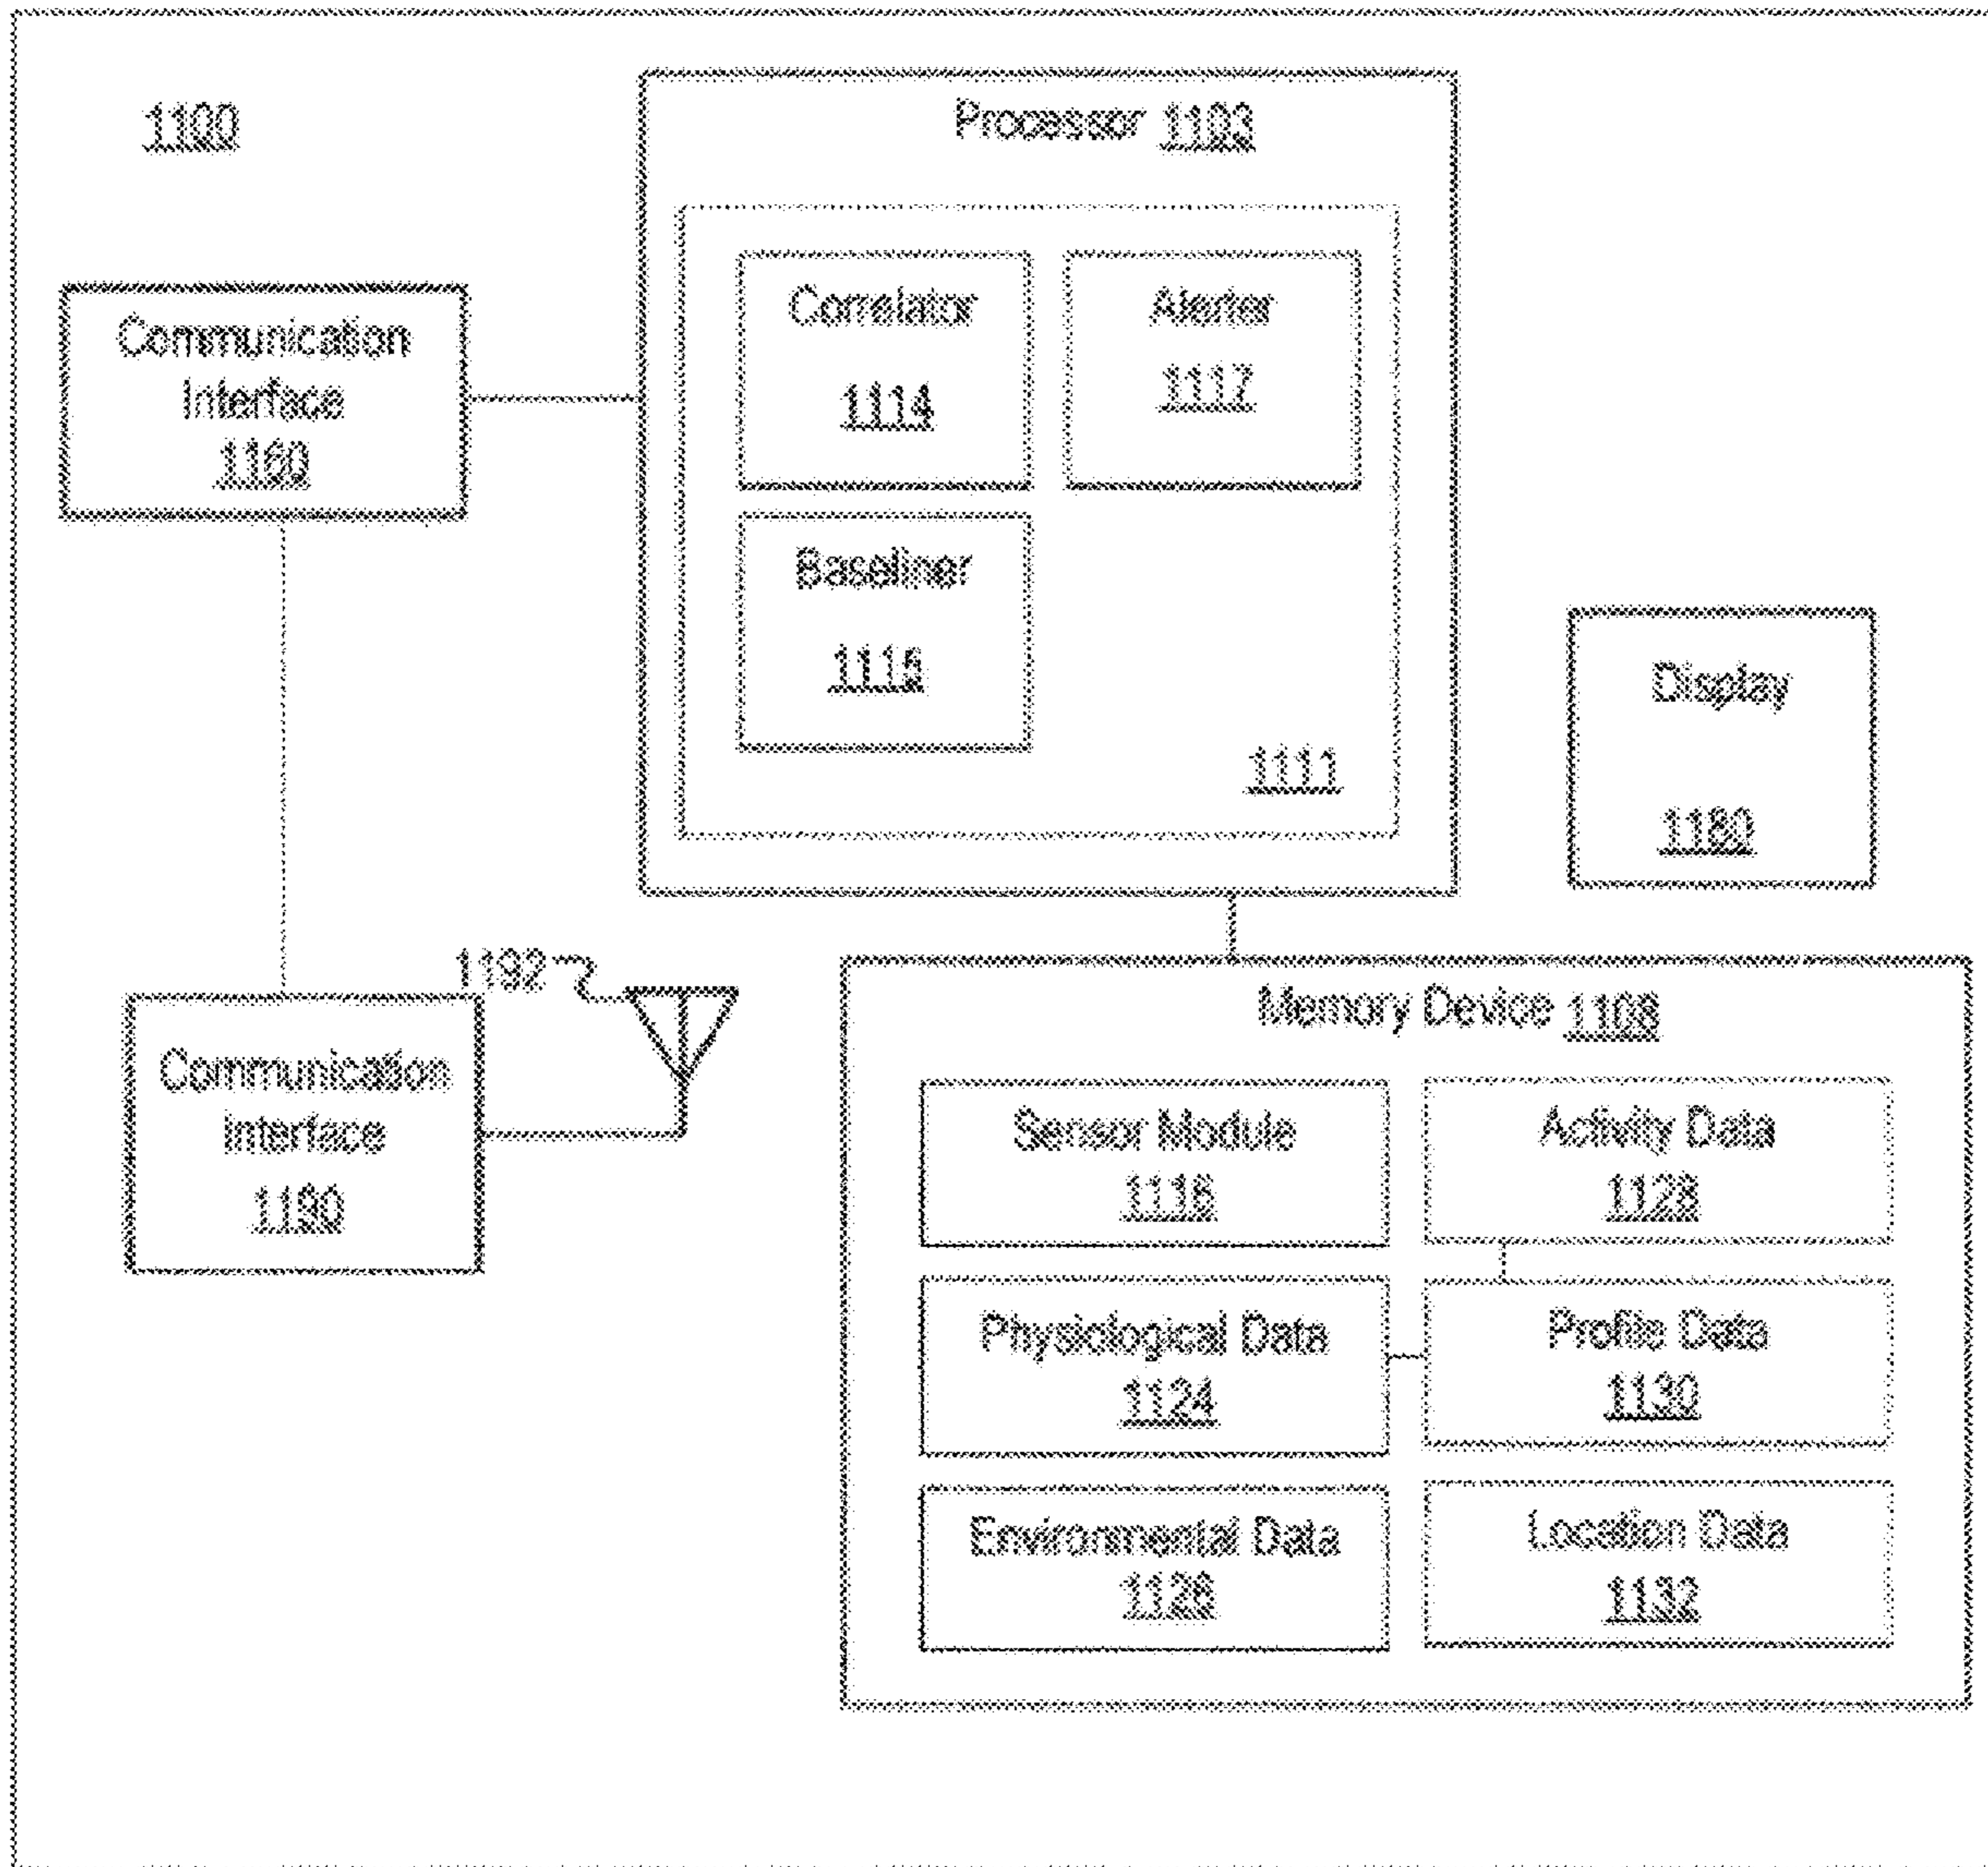 1100
Processor 1103
Correlator
1114
Alerter
1117
Communication
Interface
1160
Baseliner
1115
1111
Display
1180
1192
Communication
Interface
1190
Memory Device 1108
Sensor Module
1116
Activity Data
1128
Physiological Data
1124
Profile Data
1130
Environmental Data
Location Data
1132